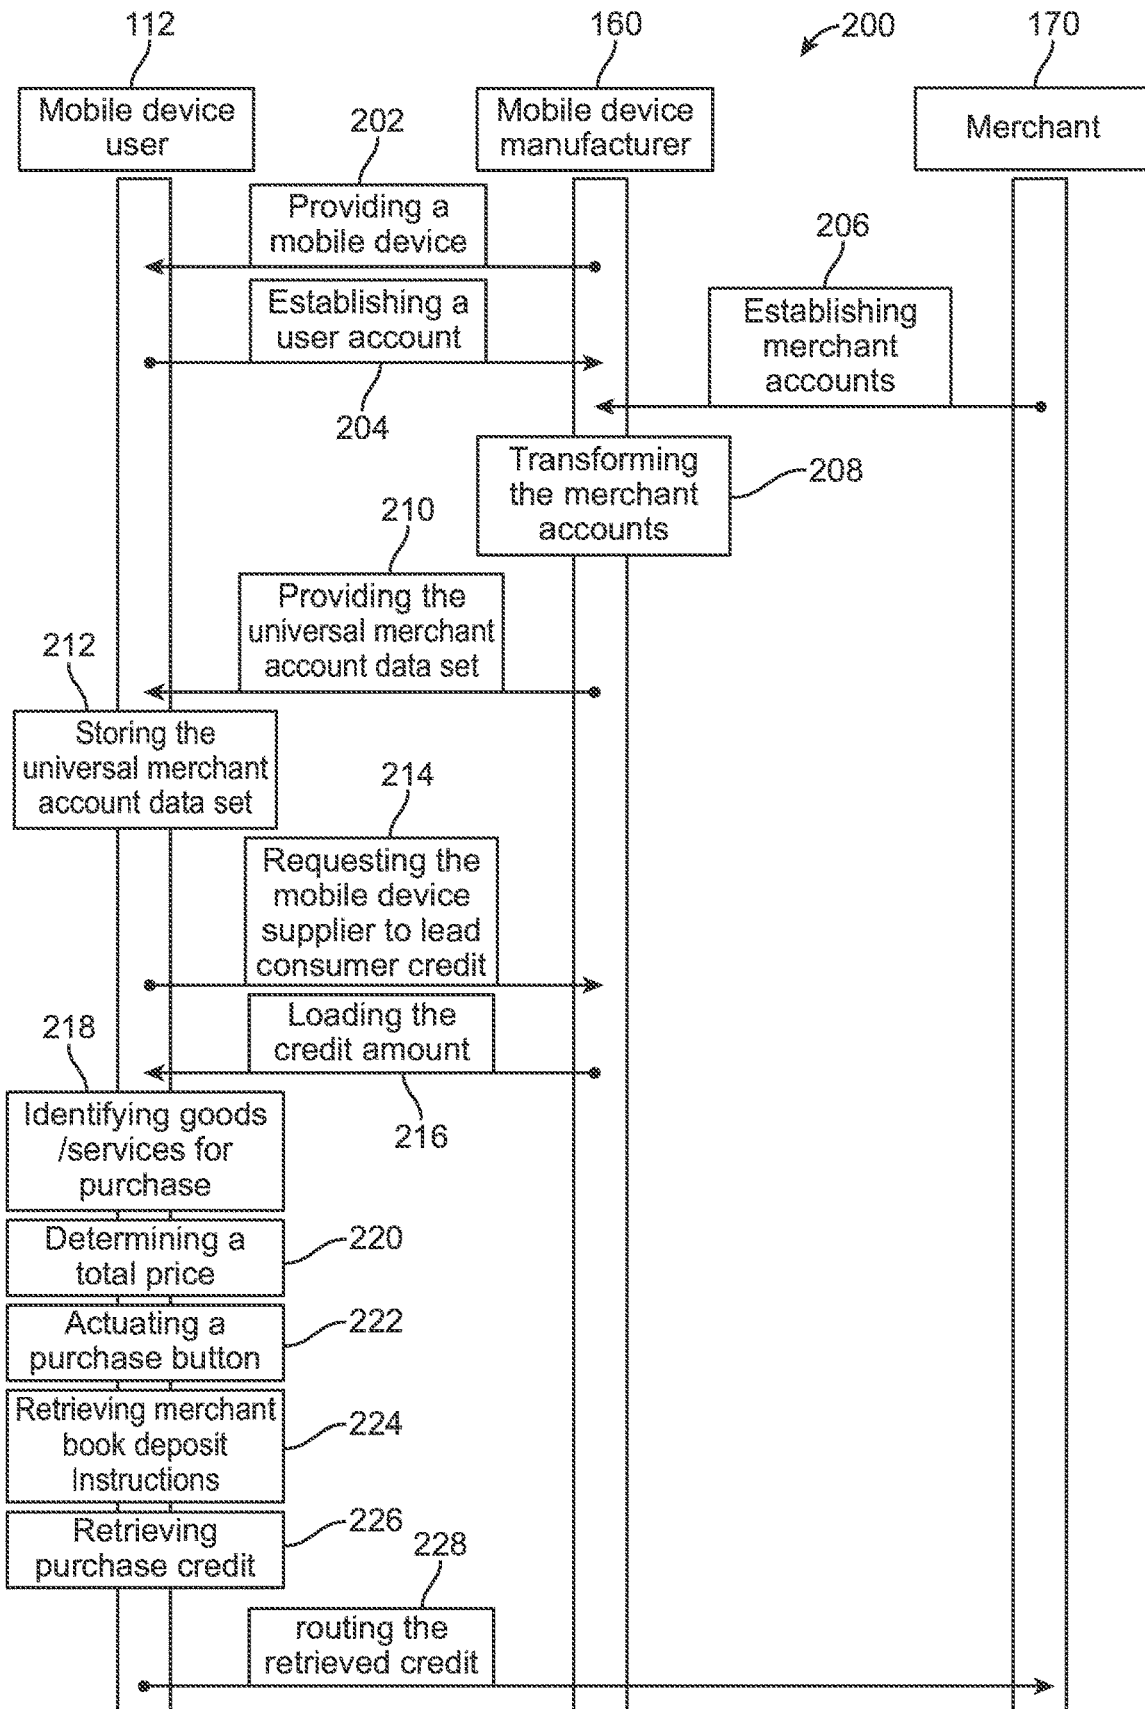 112
160
200
170
Mobile device
user
Mobile device
manufacturer
Merchant
202
Providing a
mobile device
206
Establishing a
user account
Establishing
merchant
accounts
204
Transforming
the merchant
accounts
208
210
Providing the
universal merchant
account data set
212
Storing the
universal merchant
account data set
214
Requesting the
mobile device
supplier to lead
consumer credit
218
Loading the
credit amount
216
Identifying goods
/services for
purchase
Determining a
total price
220
Actuating a
purchase button
222
Retrieving merchant
book deposit
Instructions
224
Retrieving
purchase credit
226
228
routing the
retrieved credit